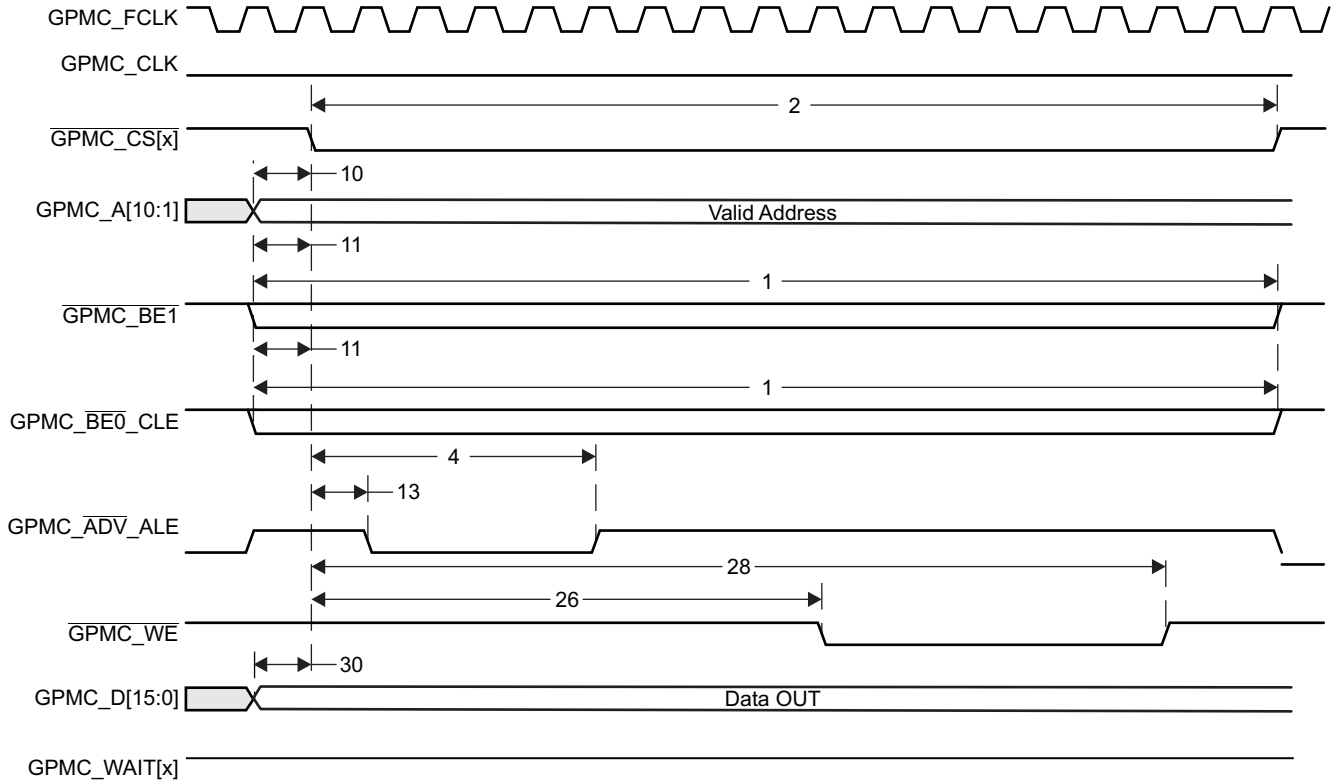 GPMC_FCLK
GPMC_CLK
2
GPMC_CS[x]
10
GPMC_A[10:1]
Valid Address
11
1
GPMC_BE1
11
1
GPMC_BE0_CLE
4
13
GPMC_ADV_ALE
28
26
GPMC_WE
30
GPMC_D[15:0]
Data OUT
GPMC_WAIT[x]